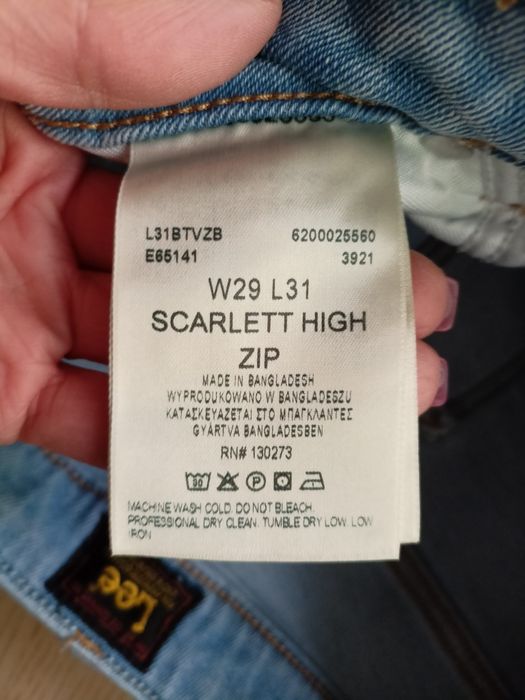 L31BTVZB 6200025560
E65141 3921
W29 L31
SCARLETT HIGH
ZIP
MADE IN BANGLADESH
WYPRODUKOWANO W BANGLADESZU
ΚΑΤΑΣΚΕΥΑΖΕΤΑΙ ΣΤΟ ΜΠΑΓΚΛΑΝΤΕΣ
GYÁRTVA BANGLADESBEN
RN# 130273
30 P
MACHINE WASH COLD. DO NOT BLEACH.
PROFESSIONAL DRY CLEAN. TUMBLE DRY LOW. LOW
IRON
Lee